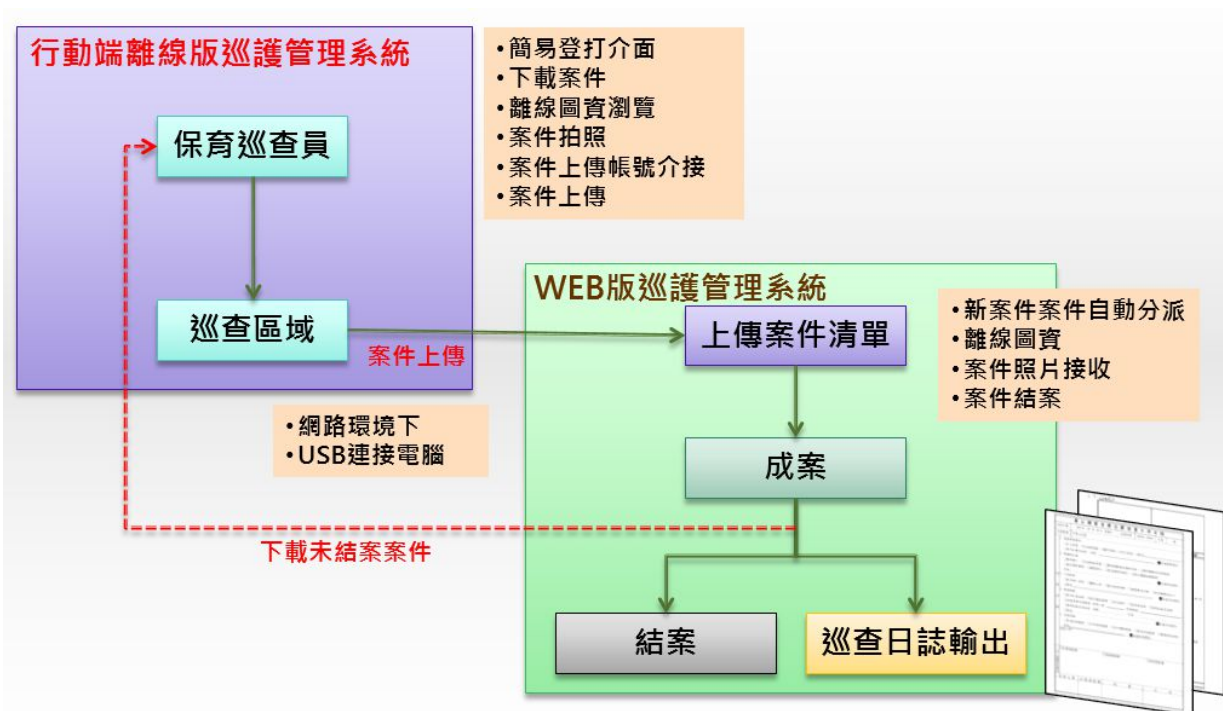 行動端離線版巡護管理系統
•簡易登打介面
•下載案件
•離線圖資瀏覽
•案件拍照
•案件上傳帳號介接
•案件上傳
保育巡查員
巡查區域
案件上傳
•網路環境下
•USB連接電腦
下載未結案案件
WEB版巡護管理系統
上傳案件清單
•新案件案件自動分派
•離線圖資
•案件照片接收
•案件結案
成案
結案
巡查日誌輸出